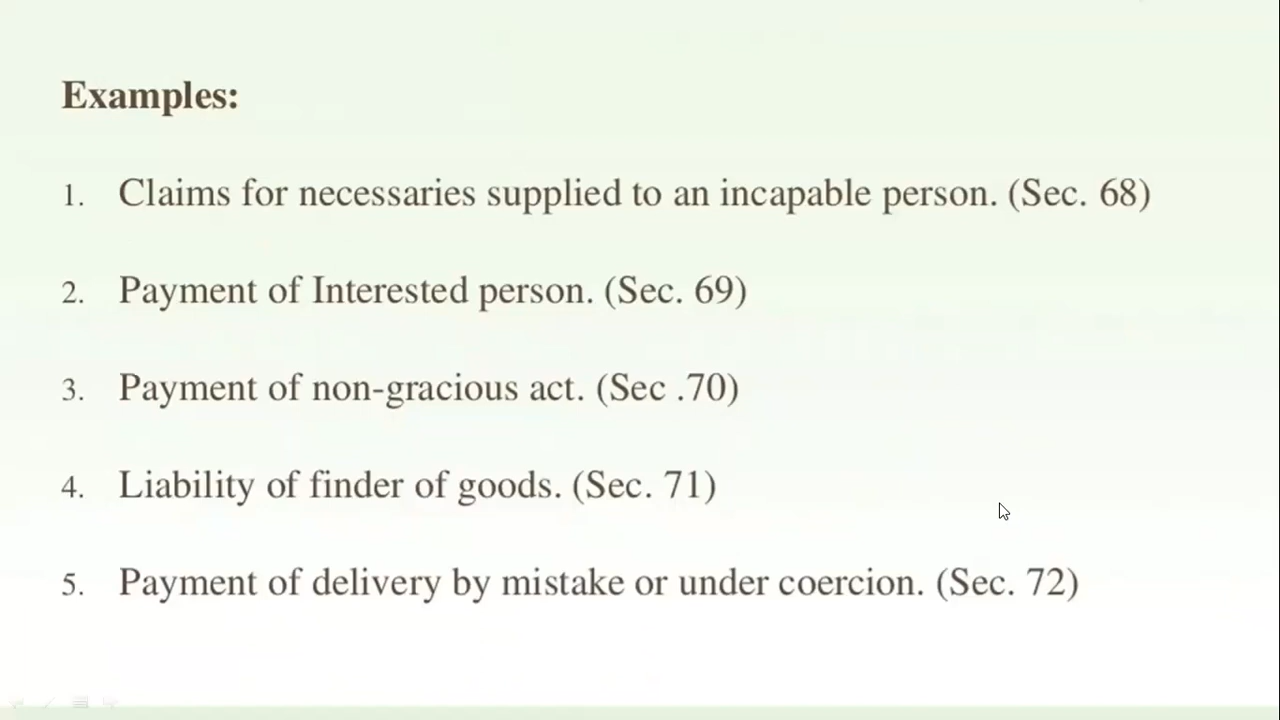 Examples:
1. Claims for necessaries supplied to an incapable person. (Sec. 68)
2. Payment of Interested person. (Sec. 69)
3. Payment of non-gracious act. (Sec .70)
4. Liability of finder of goods. (Sec. 71)
5. Payment of delivery by mistake or under coercion. (Sec. 72)